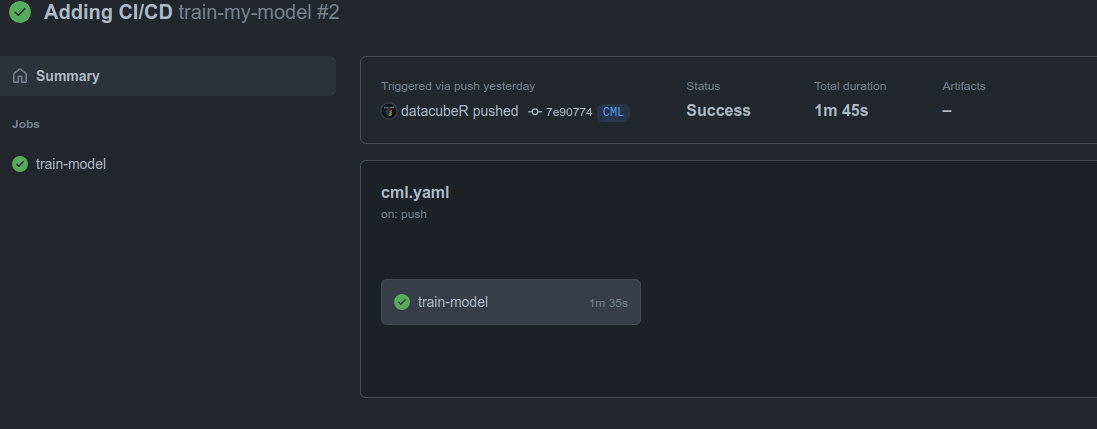 Adding CI/CD train-my-model #2
Summary
Jobs
train-model
Triggered via push yesterday
datacubeR pushed 7e90774 CML
Status
Success
Total duration
1m 45s
Artifacts
–
cml.yaml
on: push
train-model 1m 35s